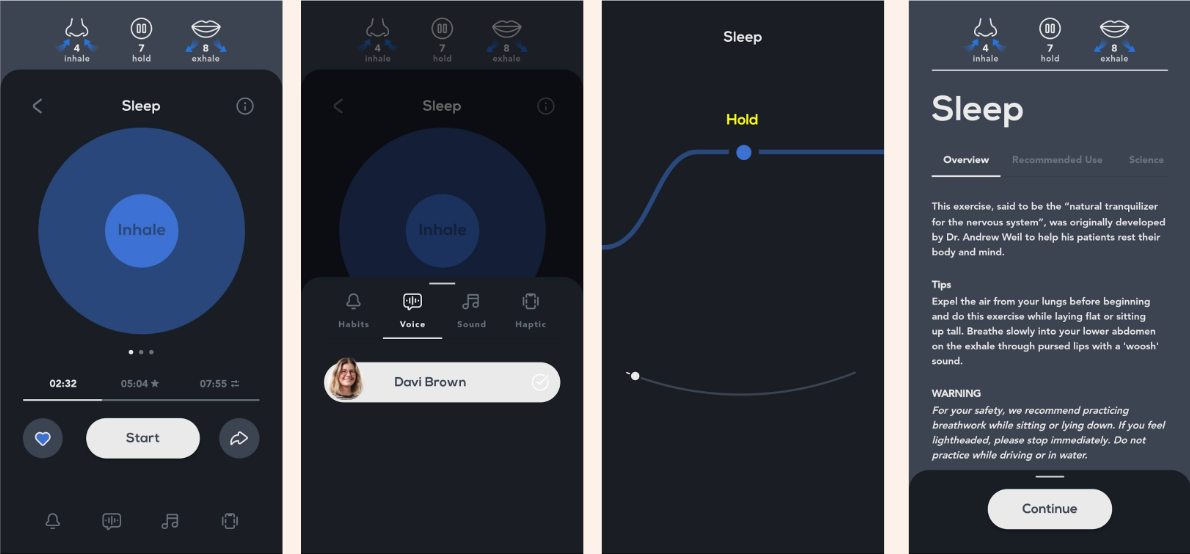 4
inhale
7
hold
8
exhale
Sleep
Inhale
02:32
05:04
07:55
Start
4
inhale
7
hold
8
exhale
Sleep
Inhale
Habits
Voice
Sound
Haptic
Davi Brown
Sleep
Hold
4
inhale
7
hold
8
exhale
Sleep
Overview
Recommended Use
Science
This exercise, said to be the “natural tranquilizer
for the nervous system”, was originally developed
by Dr. Andrew Weil to help his patients rest their
body and mind.
Tips
Expel the air from your lungs before beginning
and do this exercise while laying flat or sitting
up tall. Breathe slowly into your lower abdomen
on the exhale through pursed lips with a 'woosh'
sound.
WARNING
For your safety, we recommend practicing
breathwork while sitting or lying down. If you feel
lightheaded, please stop immediately. Do not
practice while driving or in water.
Continue